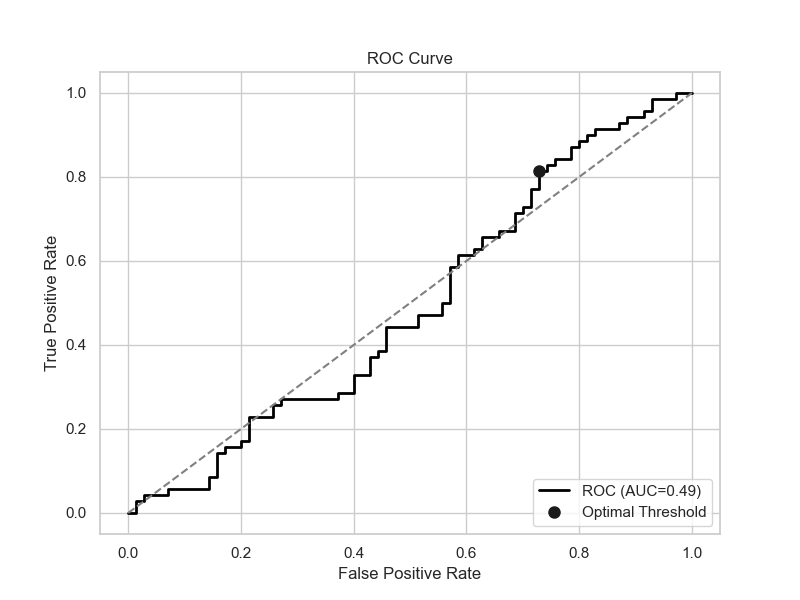 ROC Curve
1.0
0.8
0.6
0.4
0.2
0.0
True Positive Rate
0.0 0.2 0.4 0.6 0.8 1.0
False Positive Rate
ROC (AUC=0.49)
Optimal Threshold